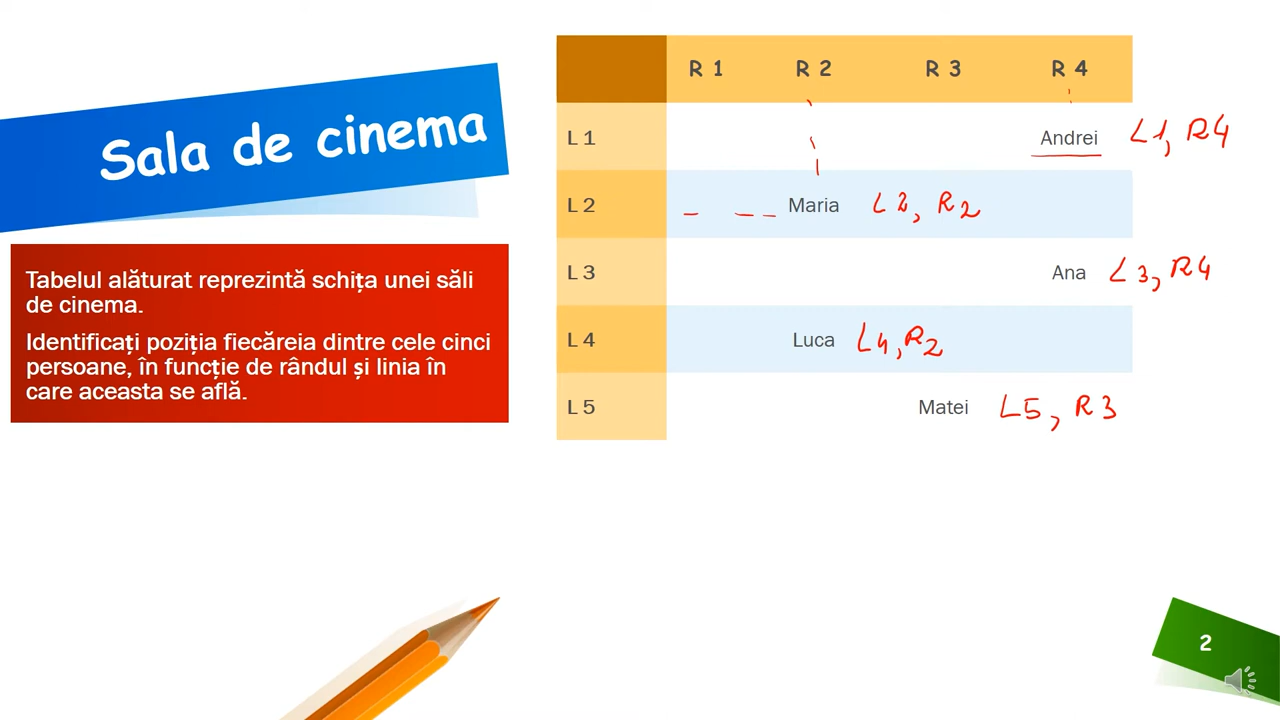 Sala de cinema
Tabelul alăturat reprezintă schița unei săli
de cinema.
Identificați poziția fiecăreia dintre cele cinci
persoane, în funcție de rândul și linia în
care aceasta se află.
R 1 R 2 R 3 R 4
L 1 Andrei L1, R4
L 2 Maria L2, R2
L 3 Ana L3, R4
L 4 Luca L4, R2
L 5 Matei L5, R3
2